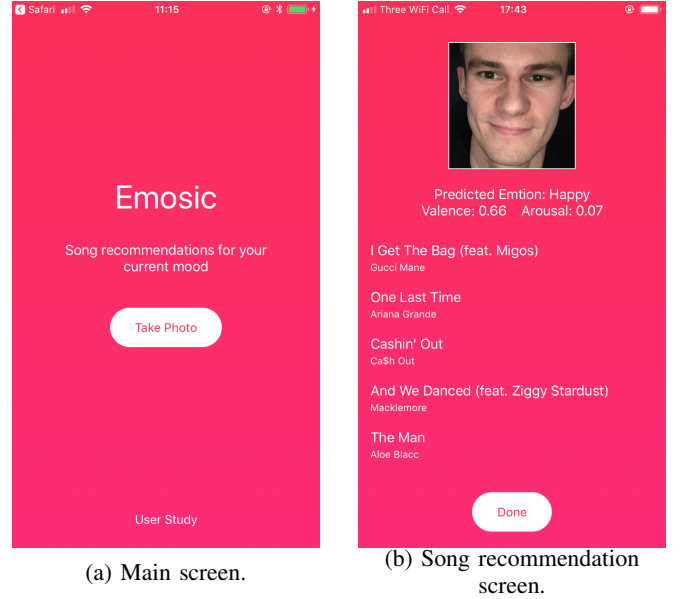 Safari 11:15
Emosic
Song recommendations for your
current mood
Take Photo
User Study
(a) Main screen.
Three WiFi Call 17:43
Predicted Emtion: Happy
Valence: 0.66 Arousal: 0.07
I Get The Bag (feat. Migos)
Gucci Mane
One Last Time
Ariana Grande
Cashin' Out
Ca$h Out
And We Danced (feat. Ziggy Stardust)
Macklemore
The Man
Aloe Blacc
Done
(b) Song recommendation
screen.